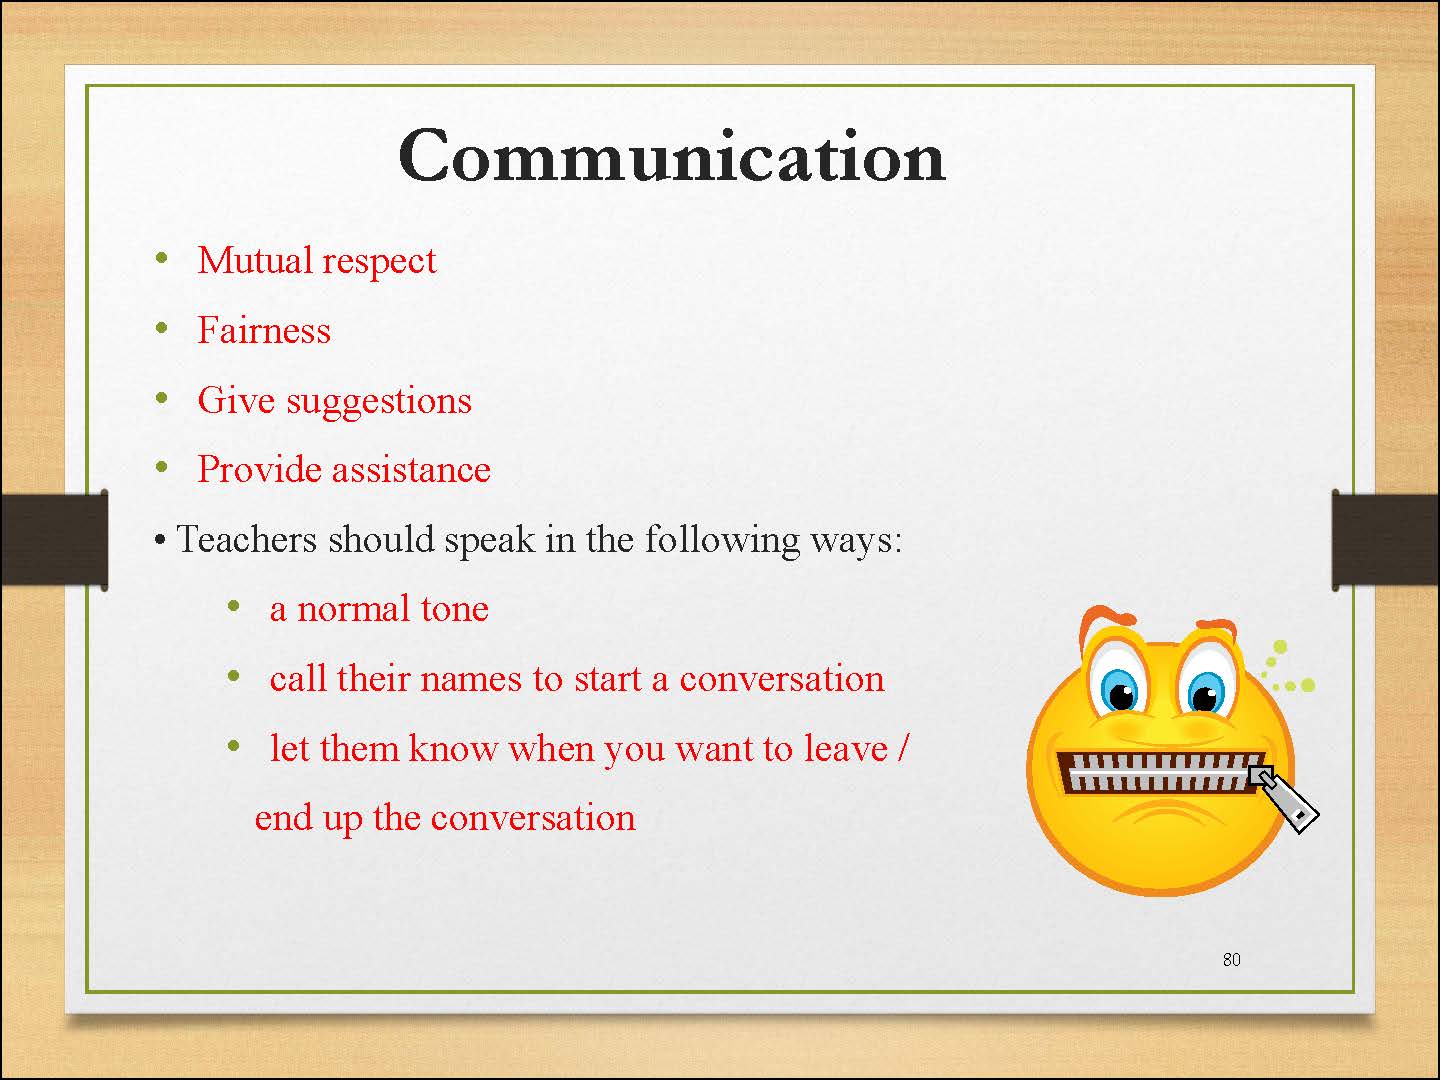 Communication
• Mutual respect
• Fairness
• Give suggestions
• Provide assistance
• Teachers should speak in the following ways:
• a normal tone
• call their names to start a conversation
• let them know when you want to leave /
end up the conversation
80